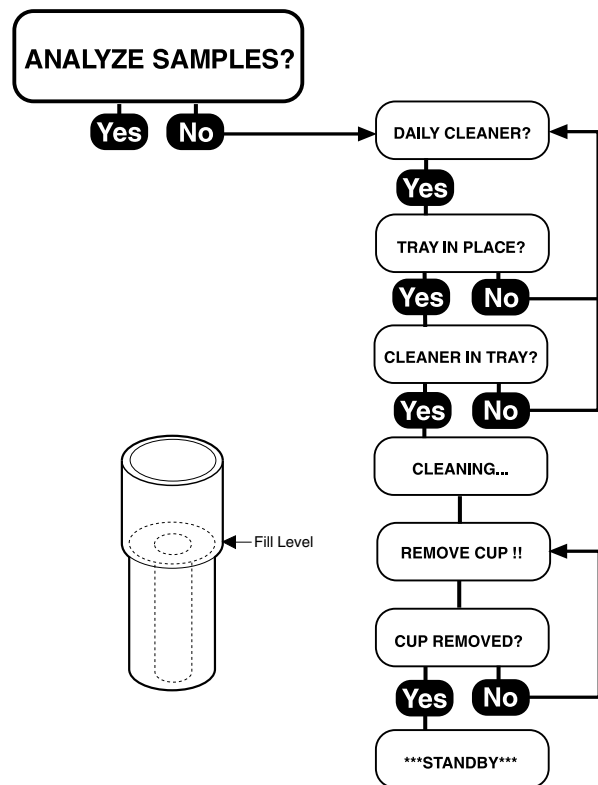 ANALYZE SAMPLES?
Yes No
DAILY CLEANER?
Yes
TRAY IN PLACE?
Yes No
CLEANER IN TRAY?
Yes No
CLEANING...
Fill Level
REMOVE CUP !!
CUP REMOVED?
Yes No
***STANDBY***